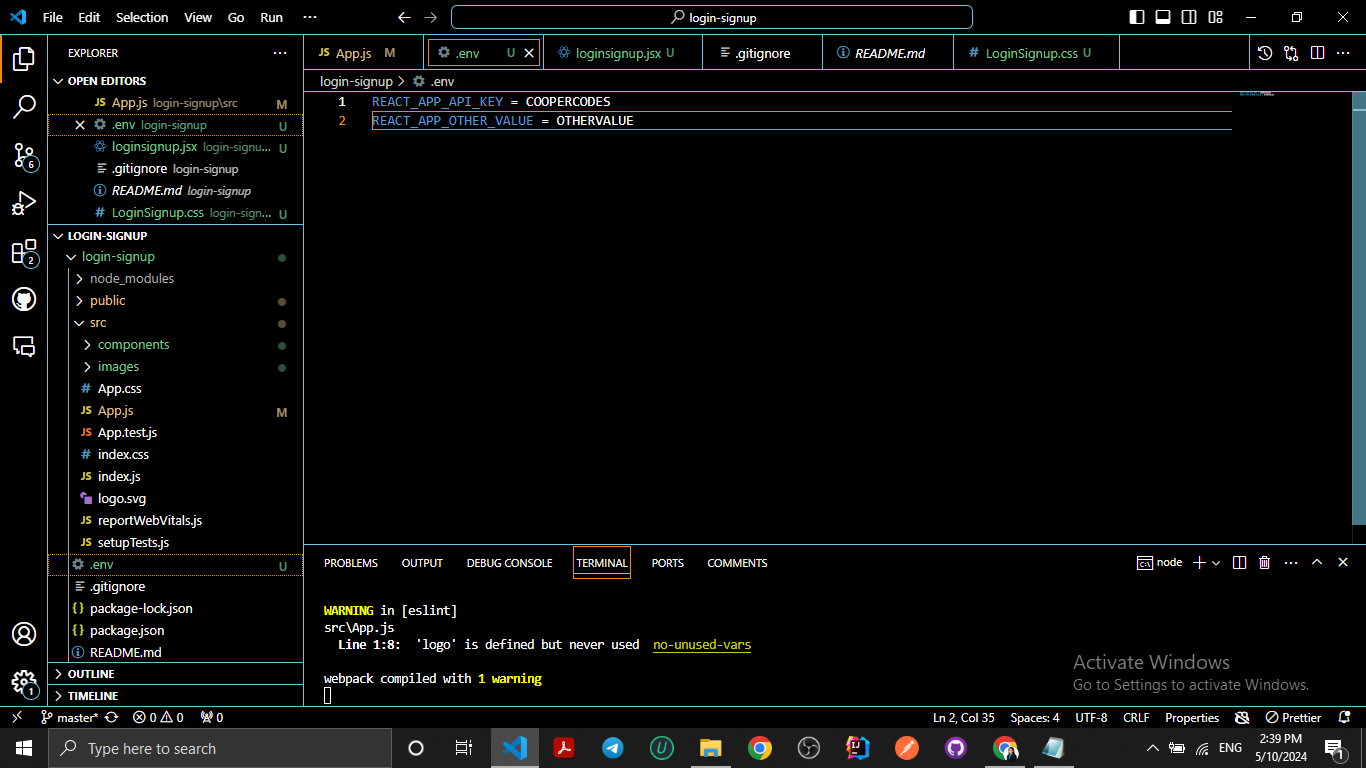 File Edit Selection View Go Run ··· login-signup
EXPLORER ···
OPEN EDITORS
JS App.js login-signup\src M
.env login-signup U
loginsignup.jsx login-signu... U
.gitignore login-signup
README.md login-signup
# LoginSignup.css login-sign... U
LOGIN-SIGNUP
login-signup
node_modules
public
src
components
images
# App.css
JS App.js M
JS App.test.js
# index.css
JS index.js
logo.svg
JS reportWebVitals.js
JS setupTests.js
.env U
.gitignore
{} package-lock.json
{} package.json
README.md
OUTLINE
TIMELINE
6
2
1
JS App.js M .env U loginsignup.jsx U .gitignore README.md # LoginSignup.css U ···
login-signup > .env
1 REACT_APP_API_KEY = COOPERCODES
2 REACT_APP_OTHER_VALUE = OTHERVALUE
PROBLEMS OUTPUT DEBUG CONSOLE TERMINAL PORTS COMMENTS node ···
WARNING in [eslint]
src\App.js
Line 1:8: 'logo' is defined but never used no-unused-vars
webpack compiled with 1 warning
Activate Windows
Go to Settings to activate Windows.
master* 0 0 0 Ln 2, Col 35 Spaces: 4 UTF-8 CRLF Properties Prettier
Type here to search
ENG
2:39 PM
5/10/2024
1